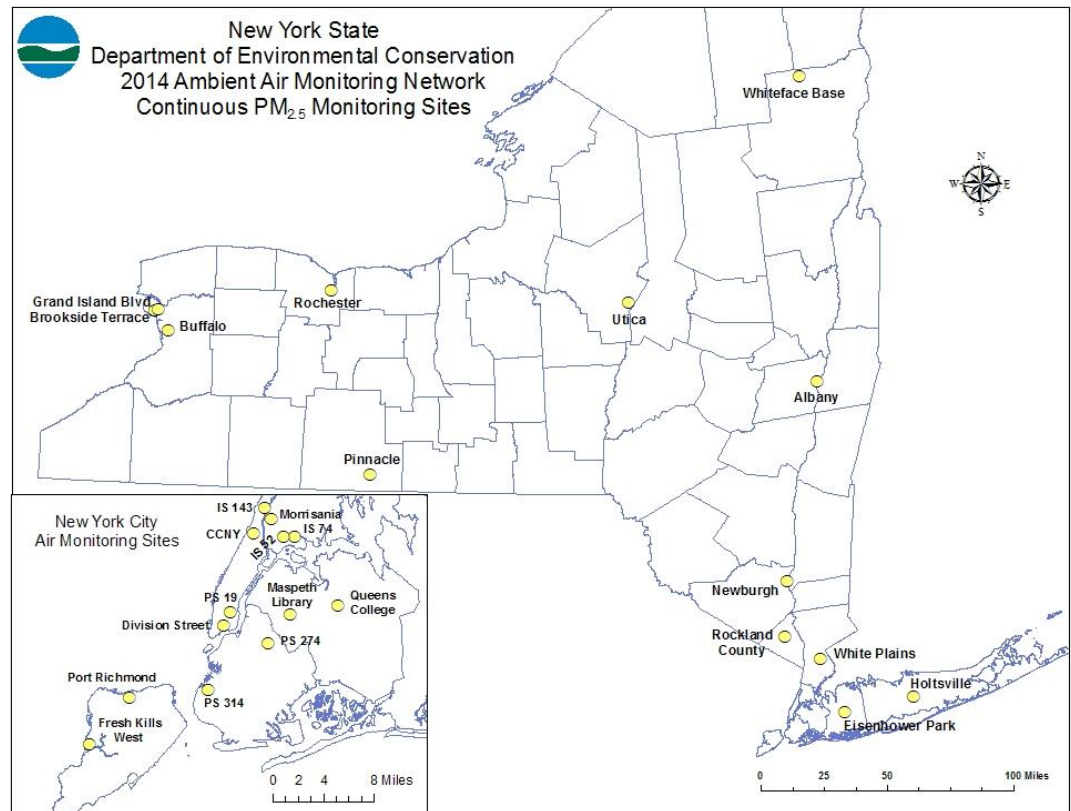 New York State
Department of Environmental Conservation
2014 Ambient Air Monitoring Network
Continuous PM2.5 Monitoring Sites
Whiteface Base
N
W E
S
Grand Island Blvd
Brookside Terrace
Buffalo
Rochester
Utica
Albany
Pinnacle
Newburgh
Rockland
County
White Plains
Holtsville
Eisenhower Park
0 25 50 100 Miles
New York City
Air Monitoring Sites
IS 143
Morrisania
CCNY
IS 52
IS 74
PS 19
Maspeth
Library
Queens
College
Division Street
PS 274
Port Richmond
PS 314
Fresh Kills
West
0 2 4 8 Miles